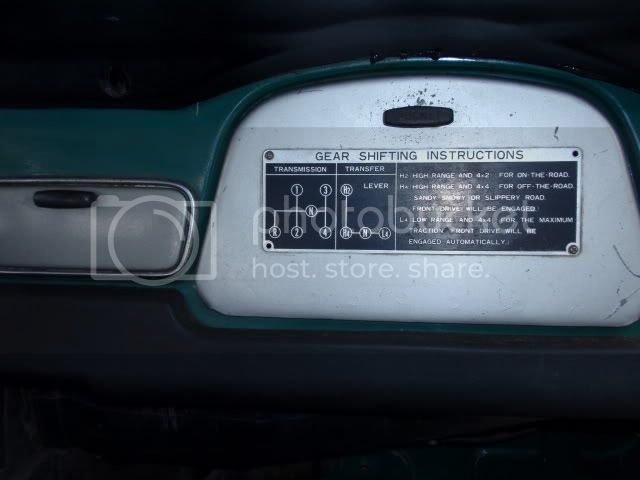 GEAR SHIFTING INSTRUCTIONS
TRANSMISSION TRANSFER
LEVER
1 3 H2
N
R 2 4 H4 N L4
H2 HIGH RANGE AND 4×2 FOR ON-THE-ROAD.
H4 HIGH RANGE AND 4×4 FOR OFF-THE-ROAD.
SANDY SNOWY OR SLIPPERY ROAD.
FRONT DRIVE WILL BE ENGAGED.
L4 LOW RANGE AND 4×4 FOR THE MAXIMUM
TRACTION FRONT DRIVE WILL BE
ENGAGED AUTOMATICALLY.
photobucket
host. store. share.